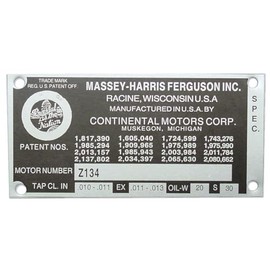 TRADE MARK
REG. U.S. PATENT OFF.
MASSEY-HARRIS FERGUSON INC.
RACINE, WISCONSIN U.S.A
MANUFACTURED IN U.S.A. BY
CONTINENTAL MOTORS CORP.
MUSKEGON, MICHIGAN
SPEC.
of the
Nation
PATENT NOS.
1,817,390 1,605,040 1,724,599 1,743,276
1,985,294 1,909,968 1,975,989 1,975,990
2,013,157 1,985,943 2,003,984 2,011,784
2,137,802 2,034,397 2,065,630 2,080,662
MOTOR NUMBER Z134
TAP CL. IN .010-.011 EX .011-.013 OIL-W 20 S 30